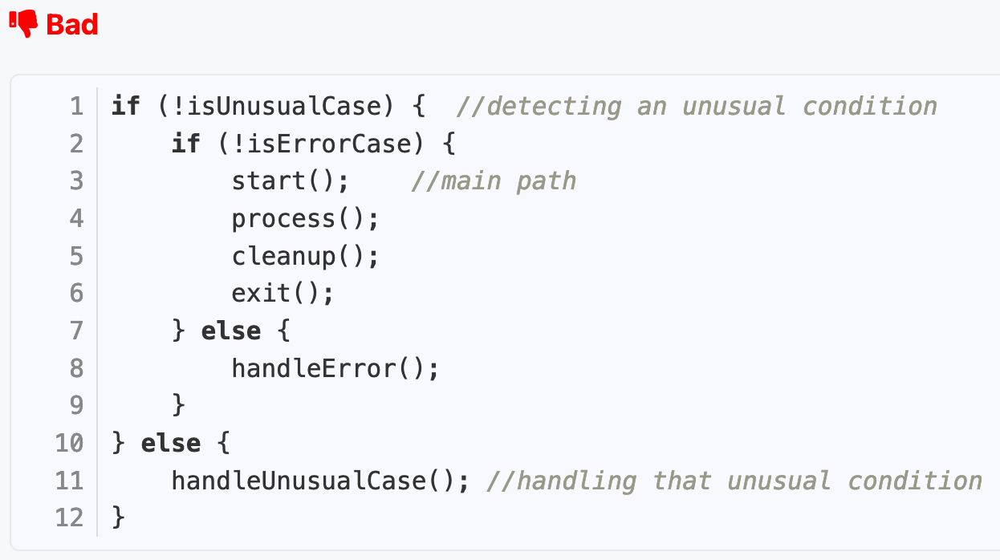 Bad
1 if (!isUnusualCase) {  //detecting an unusual condition
2     if (!isErrorCase) {
3         start();    //main path
4         process();
5         cleanup();
6         exit();
7     } else {
8         handleError();
9     }
10 } else {
11     handleUnusualCase(); //handling that unusual condition
12 }